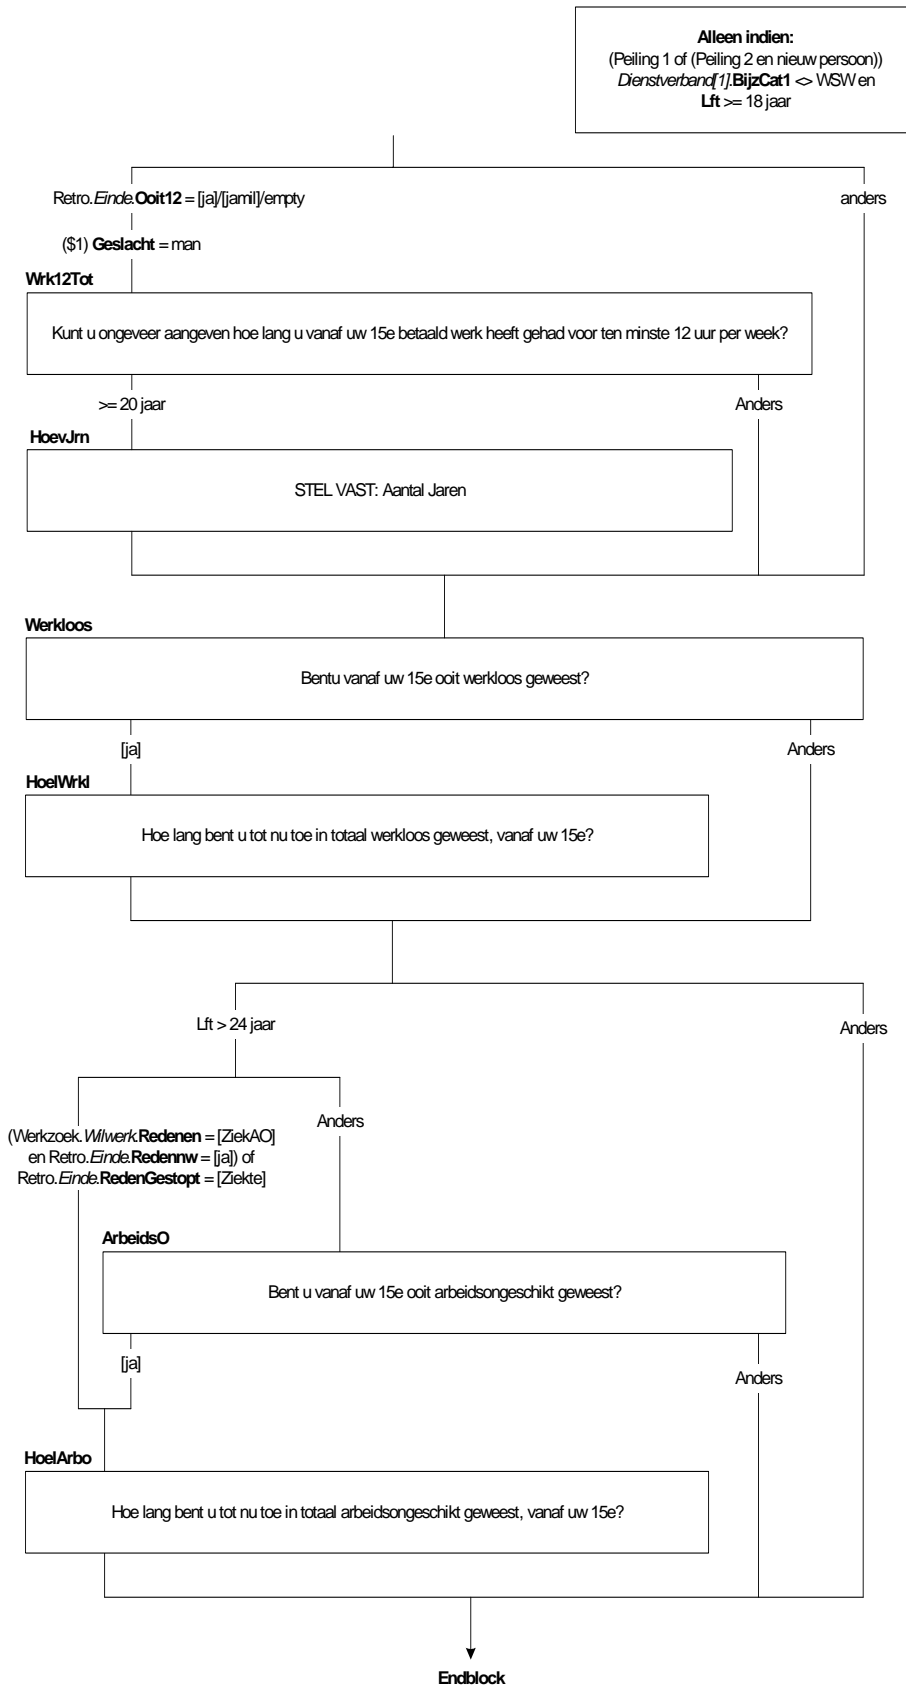 Alleen indien:
(Peiling 1 of (Peiling 2 en nieuw persoon))
Dienstverband[1].BijzCat1 <> WSW en
Lft >= 18 jaar
Retro.Einde.Ooit12 = [ja]/[jamil]/empty
anders
($1) Geslacht = man
Wrk12Tot
Kunt u ongeveer aangeven hoe lang u vanaf uw 15e betaald werk heeft gehad voor ten minste 12 uur per week?
>= 20 jaar
Anders
HoevJrn
STEL VAST: Aantal Jaren
Werkloos
Bentu vanaf uw 15e ooit werkloos geweest?
[ja]
Anders
HoelWrkl
Hoe lang bent u tot nu toe in totaal werkloos geweest, vanaf uw 15e?
Lft > 24 jaar
Anders
Anders
(Werkzoek.Wilwerk.Redenen = [ZiekAO]
en Retro.Einde.Redennw = [ja]) of
Retro.Einde.RedenGestopt = [Ziekte]
ArbeidsO
Bent u vanaf uw 15e ooit arbeidsongeschikt geweest?
[ja]
Anders
HoelArbo
Hoe lang bent u tot nu toe in totaal arbeidsongeschikt geweest, vanaf uw 15e?
Endblock